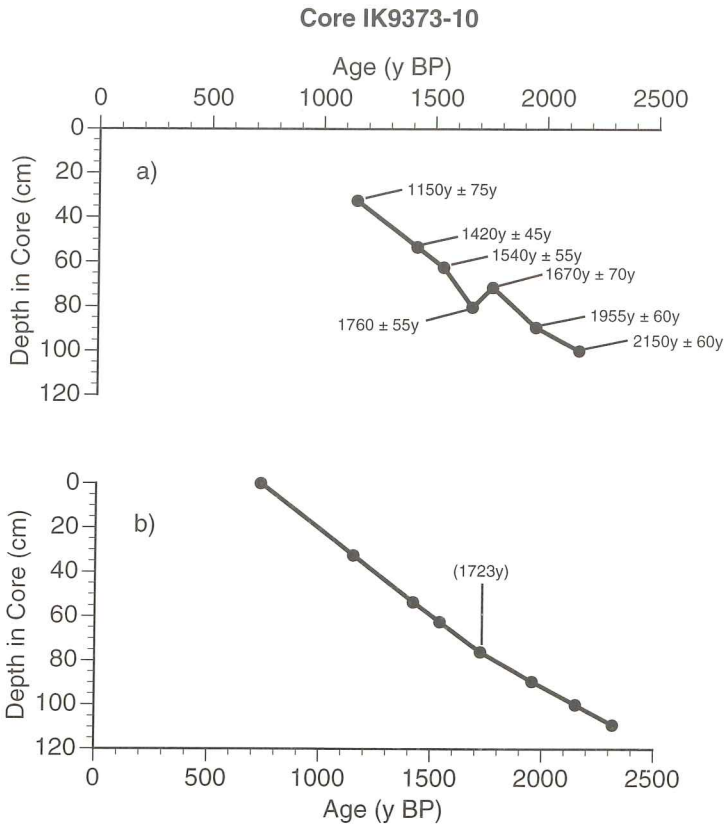 Core IK9373-10
Age (y BP)
0 500 1000 1500 2000 2500
Depth in Core (cm)
0
20
40
60
80
100
120
a)
1150y ± 75y
1420y ± 45y
1540y ± 55y
1670y ± 70y
1760 ± 55y
1955y ± 60y
2150y ± 60y
Depth in Core (cm)
0
20
40
60
80
100
120
b)
(1723y)
0 500 1000 1500 2000 2500
Age (y BP)